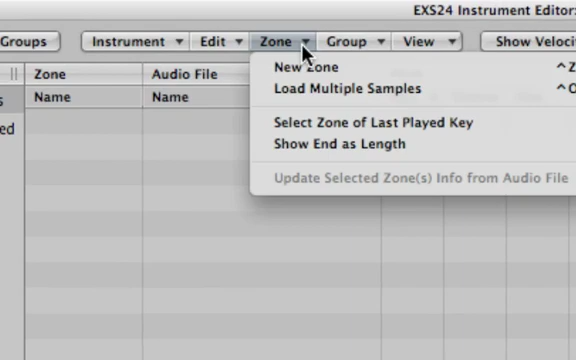 EXS24 Instrument Editor:
Groups Instrument Edit Zone Group View Show Veloci
Zone Audio File
Name Name
ed
New Zone ^Z
Load Multiple Samples ^O
Select Zone of Last Played Key
Show End as Length
Update Selected Zone(s) Info from Audio File